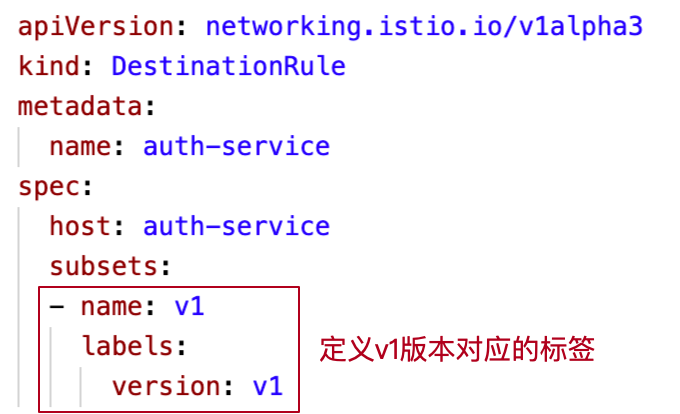 apiVersion: networking.istio.io/v1alpha3
kind: DestinationRule
metadata:
  name: auth-service
spec:
  host: auth-service
  subsets:
  - name: v1
    labels:
      version: v1
定义v1版本对应的标签